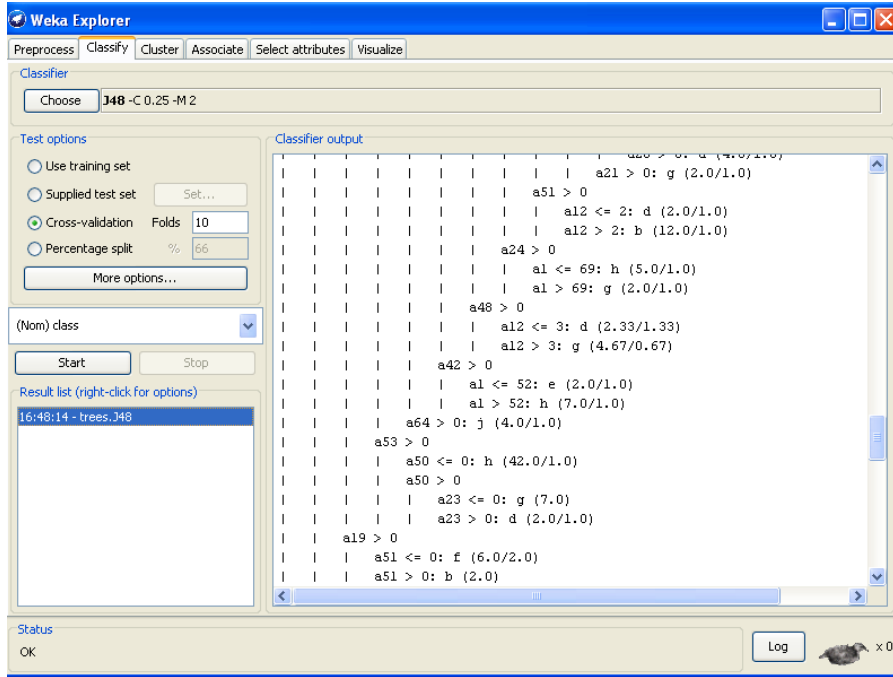 Weka Explorer
Preprocess Classify Cluster Associate Select attributes Visualize
Classifier
Choose J48 -C 0.25 -M 2
Test options
Use training set
Supplied test set Set...
Cross-validation Folds 10
Percentage split % 66
More options...
(Nom) class
Start Stop
Result list (right-click for options)
16:48:14 - trees.J48
Classifier output
| | | | | | | | | | | a20 > 0: d (4.0/1.0)
| | | | | | | | | | a21 > 0: g (2.0/1.0)
| | | | | | | | a51 > 0
| | | | | | | | | a12 <= 2: d (2.0/1.0)
| | | | | | | | | a12 > 2: b (12.0/1.0)
| | | | | | | a24 > 0
| | | | | | | | a1 <= 69: h (5.0/1.0)
| | | | | | | | a1 > 69: g (2.0/1.0)
| | | | | | a48 > 0
| | | | | | | a12 <= 3: d (2.33/1.33)
| | | | | | | a12 > 3: g (4.67/0.67)
| | | | | a42 > 0
| | | | | | a1 <= 52: e (2.0/1.0)
| | | | | | a1 > 52: h (7.0/1.0)
| | | | a64 > 0: j (4.0/1.0)
| | | a53 > 0
| | | | a50 <= 0: h (42.0/1.0)
| | | | a50 > 0
| | | | | a23 <= 0: g (7.0)
| | | | | a23 > 0: d (2.0/1.0)
| | a19 > 0
| | | a51 <= 0: f (6.0/2.0)
| | | a51 > 0: b (2.0)
Status
OK
Log x 0